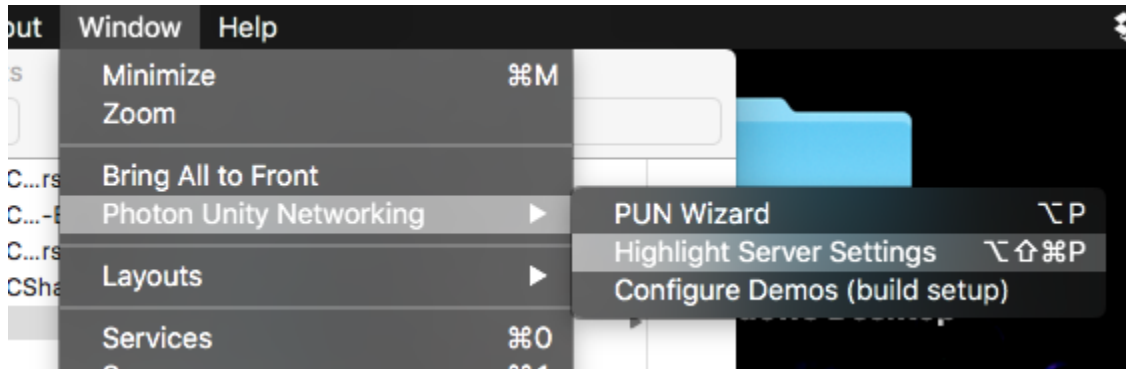 Window Help
Minimize ⌘M
Zoom
Bring All to Front
Photon Unity Networking ▶
PUN Wizard ⌥P
Highlight Server Settings ⌥⇧⌘P
Configure Demos (build setup)
Layouts ▶
Services ⌘0